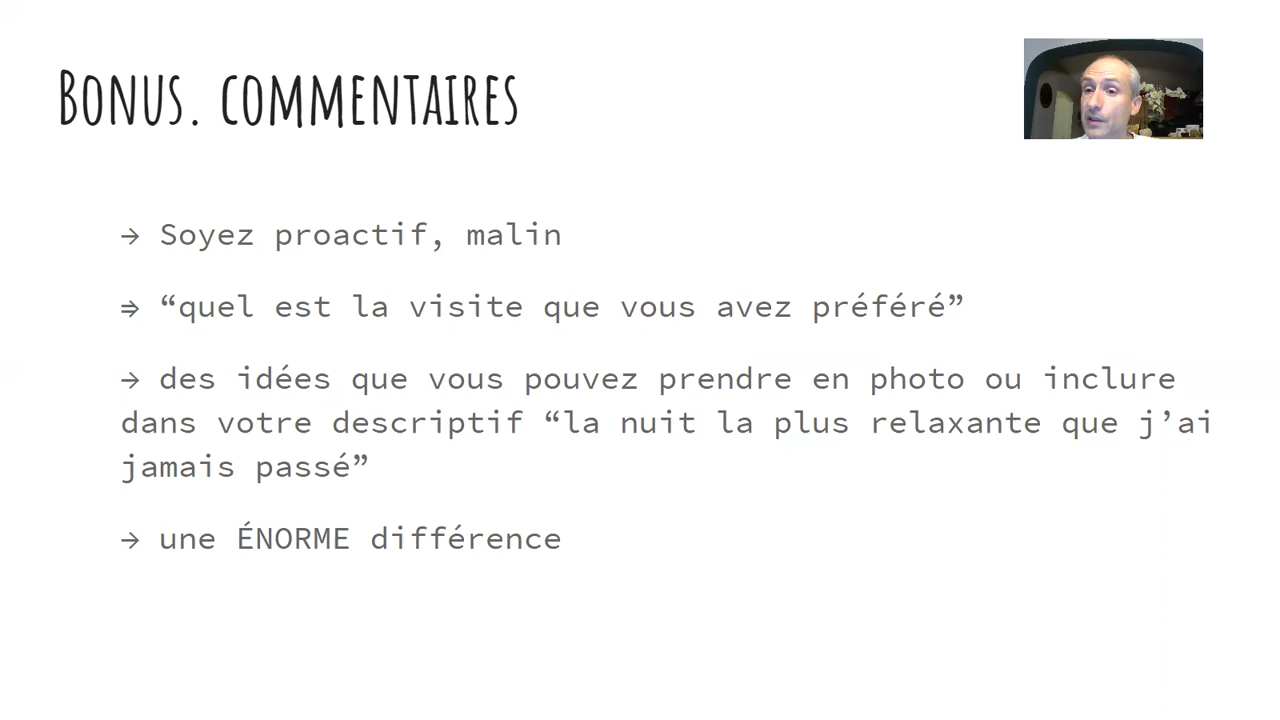 Bonus. commentaires
→ Soyez proactif, malin
⇒ “quel est la visite que vous avez préféré”
→ des idées que vous pouvez prendre en photo ou inclure
dans votre descriptif “la nuit la plus relaxante que j’ai
jamais passé”
→ une ÉNORME différence